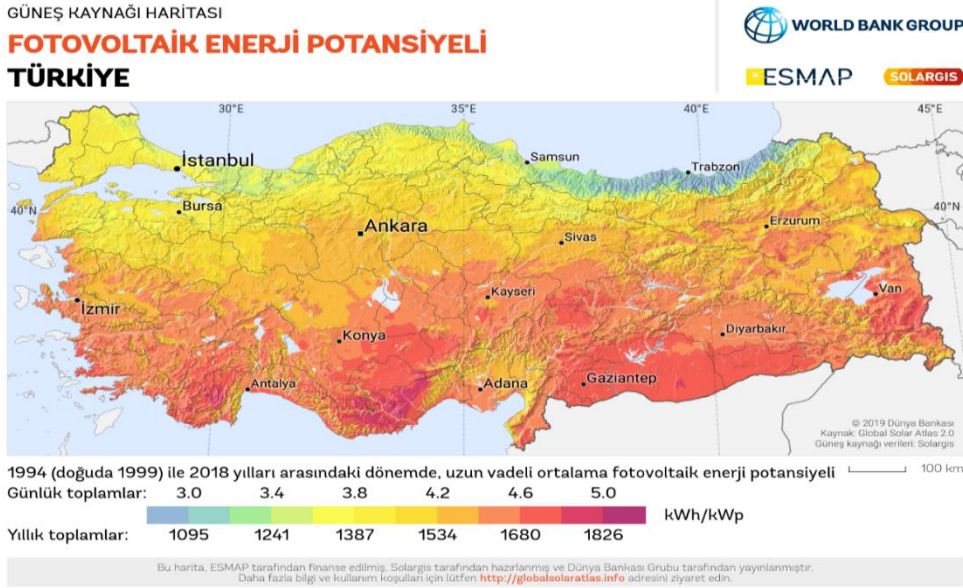 GÜNEŞ KAYNAĞI HARİTASI
FOTOVOLTAİK ENERJİ POTANSİYELİ
TÜRKİYE
WORLD BANK GROUP
ESMAP
SOLARGIS
30°E
35°E
40°E
45°E
İstanbul
Samsun
Trabzon
40°N
Bursa
40°N
Ankara
Erzurum
Sivas
Kayseri
Van
İzmir
Konya
Diyarbakır
Antalya
Adana
Gaziantep
© 2019 Dünya Bankası
Kaynak: Global Solar Atlas 2.0
Güneş kaynağı verileri: Solargis
1994 (doğuda 1999) ile 2018 yılları arasındaki dönemde, uzun vadeli ortalama fotovoltaik enerji potansiyeli
100 km
Günlük toplamlar: 3.0 3.4 3.8 4.2 4.6 5.0
kWh/kWp
Yıllık toplamlar: 1095 1241 1387 1534 1680 1826
Bu harita, ESMAP tarafından finanse edilmiş, Solargis tarafından hazırlanmış ve Dünya Bankası Grubu tarafından yayınlanmıştır.
Daha fazla bilgi ve kullanım koşulları için lütfen http://globalsolaratlas.info adresini ziyaret edin.